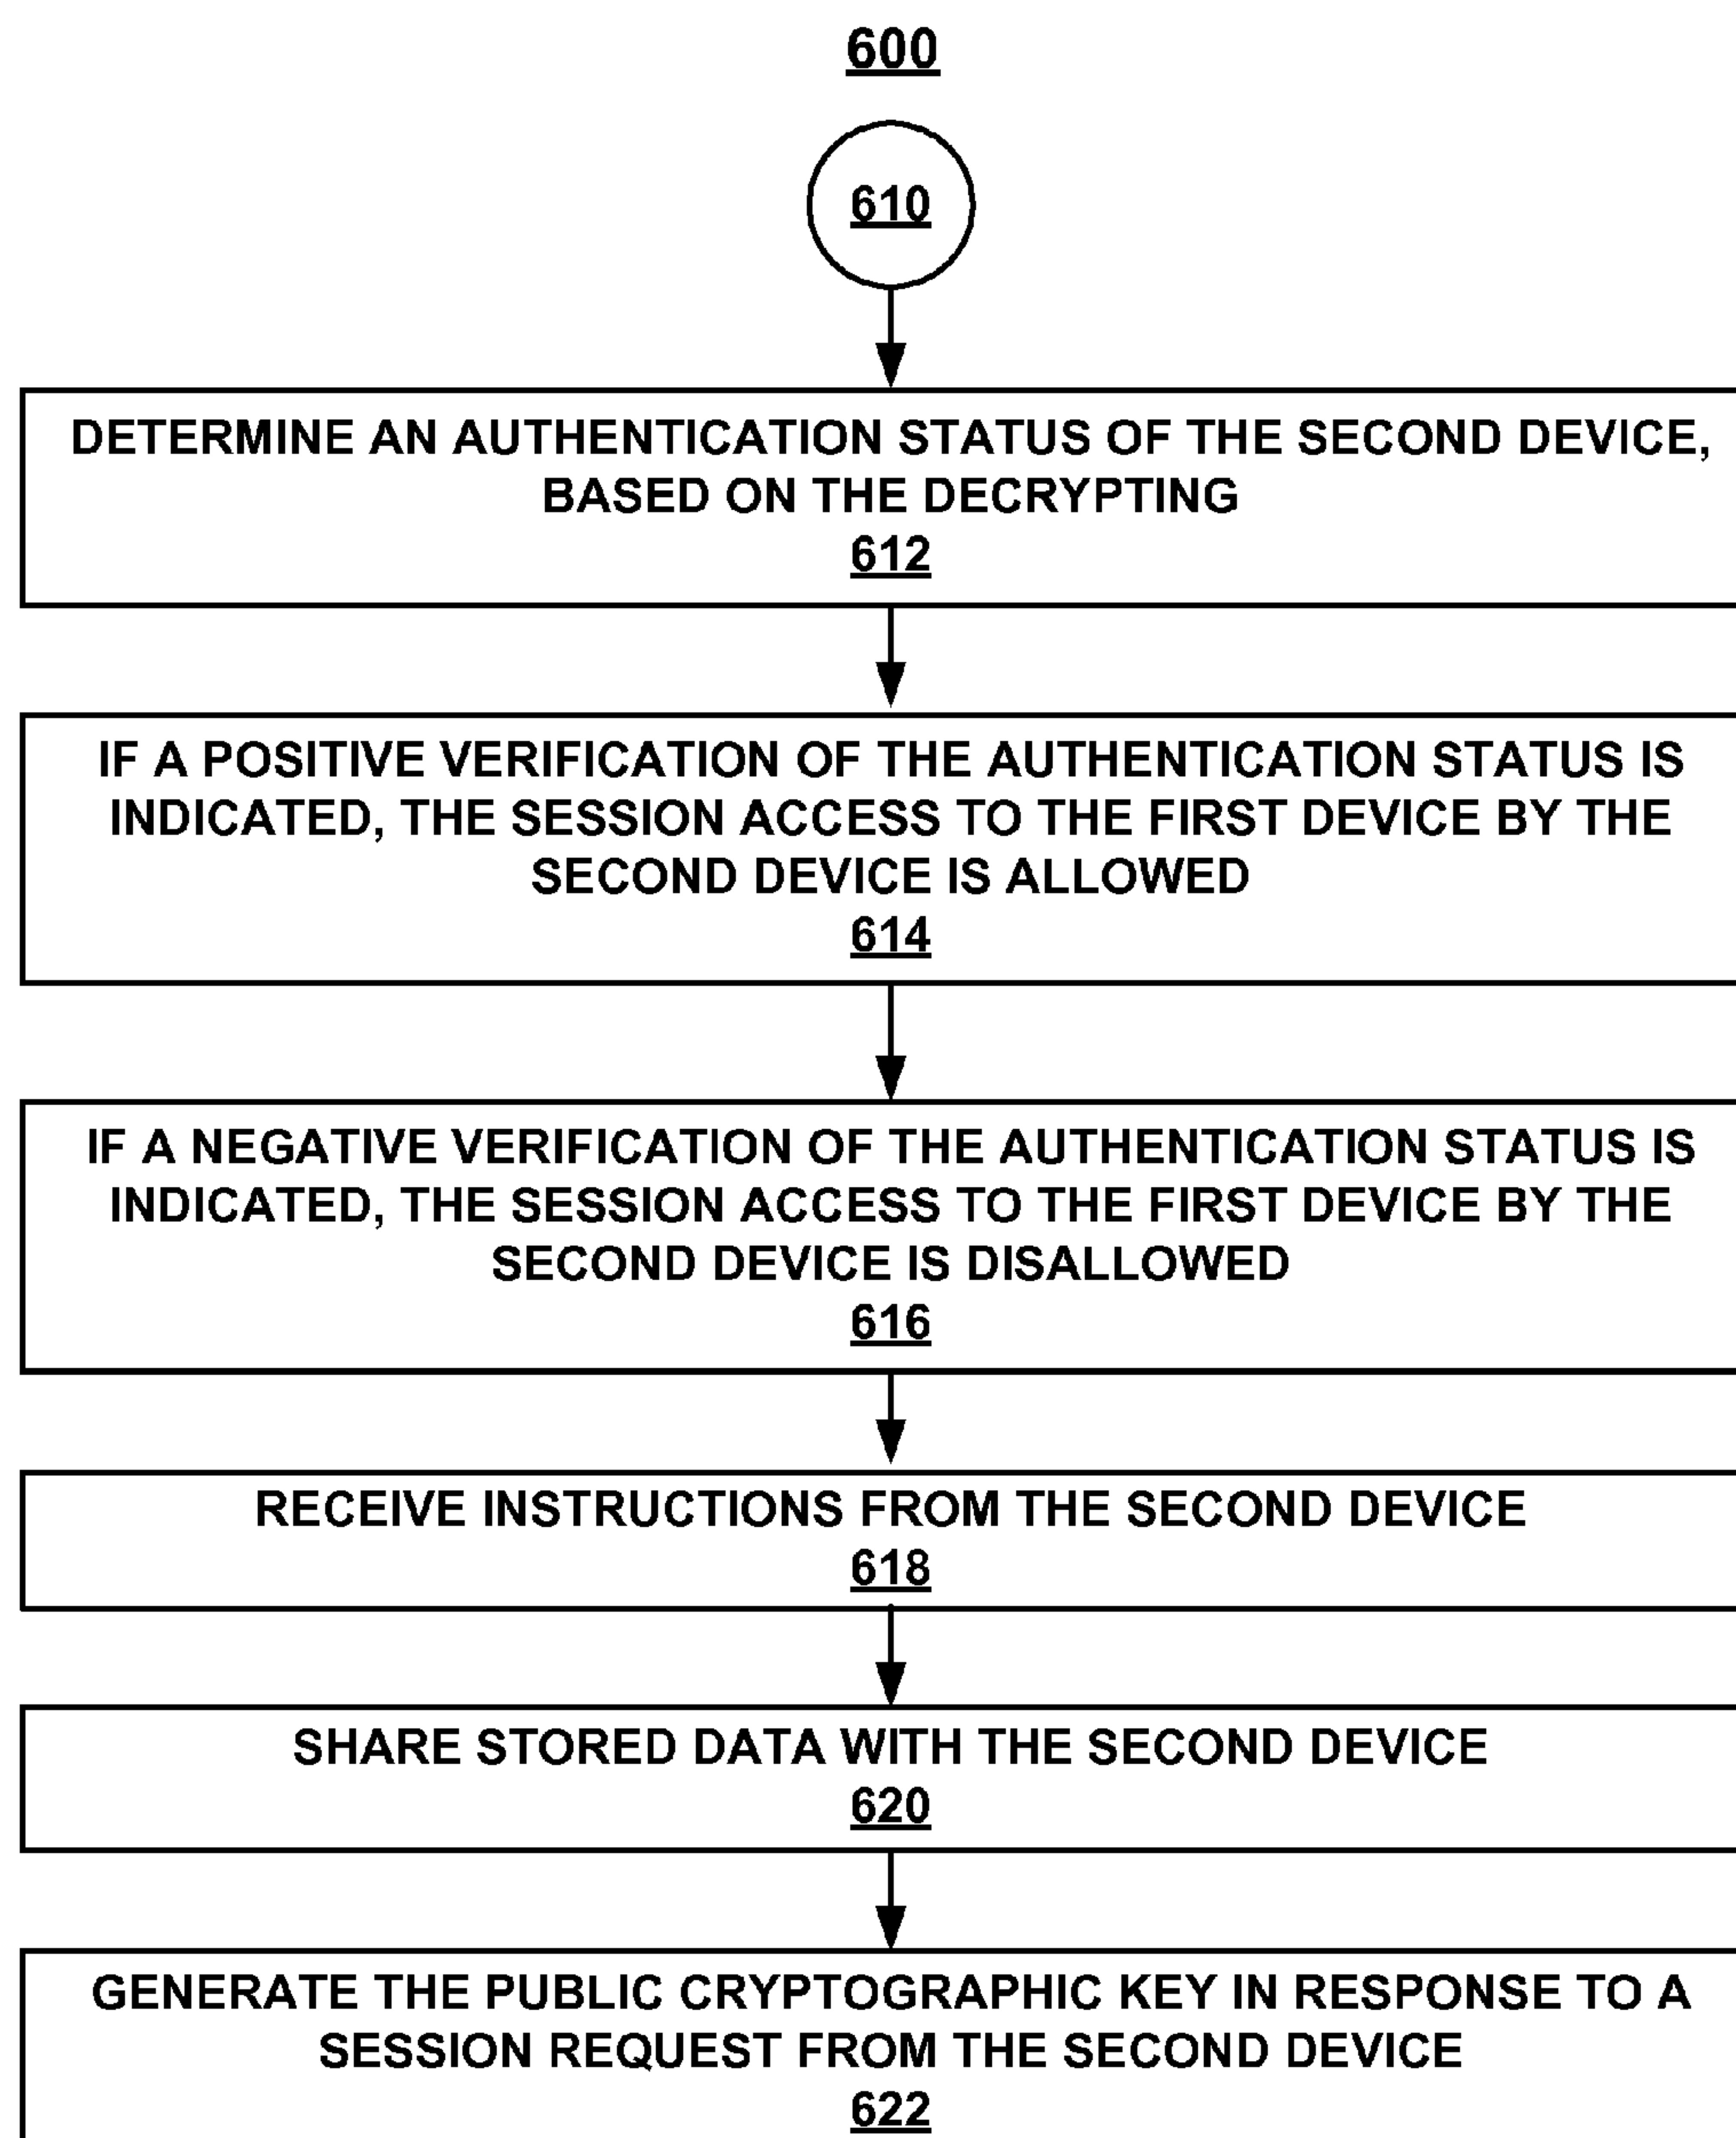 600
610
DETERMINE AN AUTHENTICATION STATUS OF THE SECOND DEVICE,
BASED ON THE DECRYPTING
612
IF A POSITIVE VERIFICATION OF THE AUTHENTICATION STATUS IS
INDICATED, THE SESSION ACCESS TO THE FIRST DEVICE BY THE
SECOND DEVICE IS ALLOWED
614
IF A NEGATIVE VERIFICATION OF THE AUTHENTICATION STATUS IS
INDICATED, THE SESSION ACCESS TO THE FIRST DEVICE BY THE
SECOND DEVICE IS DISALLOWED
616
RECEIVE INSTRUCTIONS FROM THE SECOND DEVICE
618
SHARE STORED DATA WITH THE SECOND DEVICE
620
GENERATE THE PUBLIC CRYPTOGRAPHIC KEY IN RESPONSE TO A
SESSION REQUEST FROM THE SECOND DEVICE
622